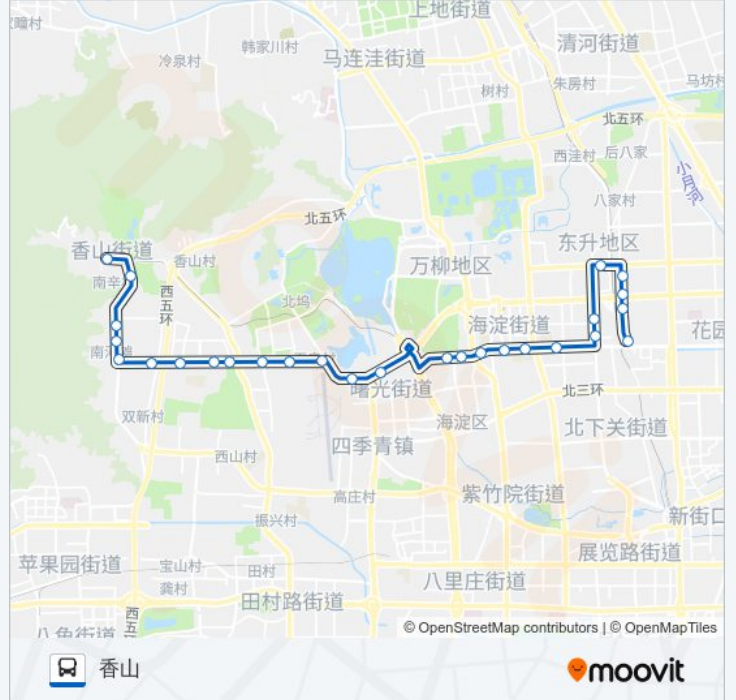 上地街道
韩家川村
清河街道
冷泉村
马连洼街道
朱房村
马坊村
树村
北五环
西洼村
后八家
小月河
八家村
北五环
东升地区
香山街道
香山村
万柳地区
南辛
西五环
北坞
海淀街道
花园
南河滩
曙光街道
北三环
双新村
海淀区
北下关街道
四季青镇
西山村
高庄村
紫竹院街道
振兴村
新街口
展览路街道
苹果园街道
宝山村
田村
八里庄街道
龚村
田村路街道
西五
八角街道
© OpenStreetMap contributors | © OpenMapTiles
香山
moovit